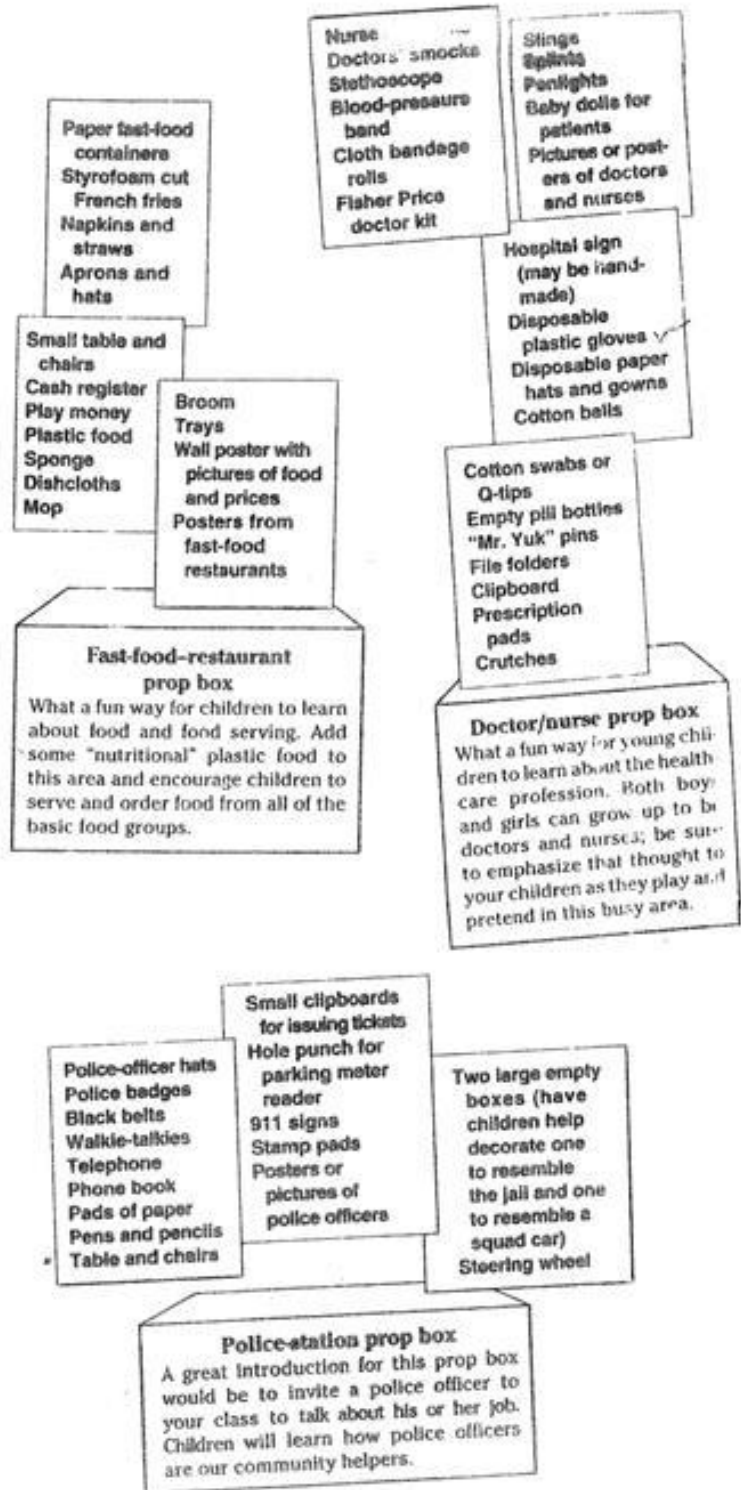 Paper fast-food
containers
Styrofoam cut
French fries
Napkins and
straws
Aprons and
hats
Small table and
chairs
Cash register
Play money
Plastic food
Sponge
Dishcloths
Mop
Broom
Trays
Wall poster with
pictures of food
and prices
Posters from
fast-food
restaurants
Fast-food–restaurant
prop box
What a fun way for children to learn
about food and food serving. Add
some "nutritional" plastic food to
this area and encourage children to
serve and order food from all of the
basic food groups.
Nurse
Doctors' smocks
Stethoscope
Blood-pressure
band
Cloth bandage
rolls
Fisher Price
doctor kit
Slings
Splints
Penlights
Baby dolls for
patients
Pictures or post-
ers of doctors
and nurses
Hospital sign
(may be hand-
made)
Disposable
plastic gloves
Disposable paper
hats and gowns
Cotton balls
Cotton swabs or
Q-tips
Empty pill bottles
"Mr. Yuk" pins
File folders
Clipboard
Prescription
pads
Crutches
Doctor/nurse prop box
What a fun way for young chil-
dren to learn about the health
care profession. Both boys
and girls can grow up to be
doctors and nurses; be sure
to emphasize that thought to
your children as they play and
pretend in this busy area.
Police-officer hats
Police badges
Black belts
Walkie-talkies
Telephone
Phone book
Pads of paper
Pens and pencils
Table and chairs
Small clipboards
for issuing tickets
Hole punch for
parking meter
reader
911 signs
Stamp pads
Posters or
pictures of
police officers
Two large empty
boxes (have
children help
decorate one
to resemble
the jail and one
to resemble a
squad car)
Steering wheel
Police-station prop box
A great introduction for this prop box
would be to invite a police officer to
your class to talk about his or her job.
Children will learn how police officers
are our community helpers.